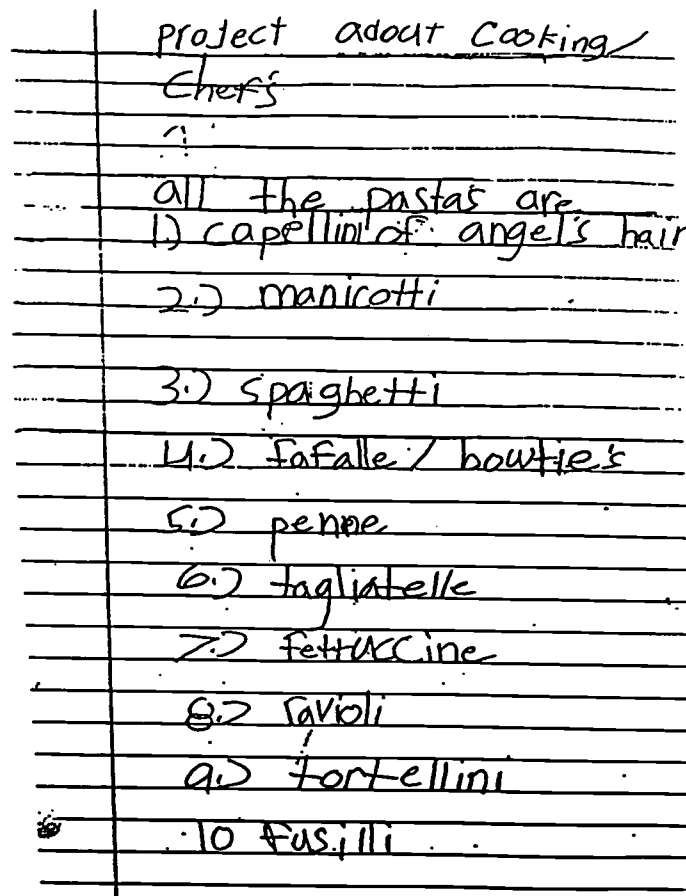 project adout Cooking/
Chef's
all the pastas are
1.) capellini of angel's hair
2.) manicotti
3.) spaighetti
4.) fafalle / bowtie's
5.) penne
6.) tagliatelle
7.) fettuccine
8.) ravioli
9.) tortellini
10 fusilli